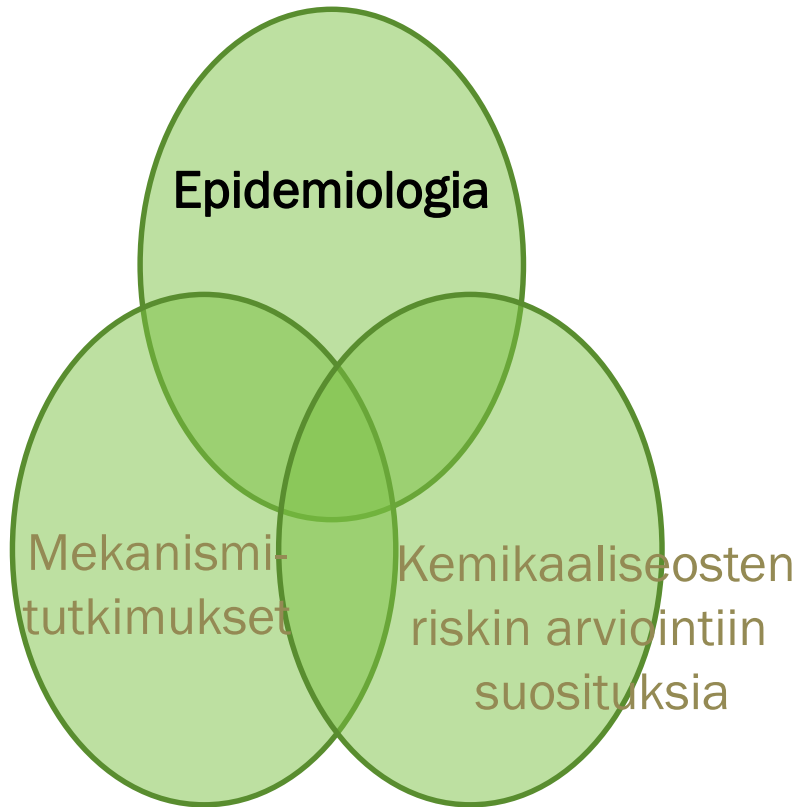 Epidemiologia
Mekanismi-
tutkimukset
Kemikaaliseosten
riskin arviointiin
suosituksia